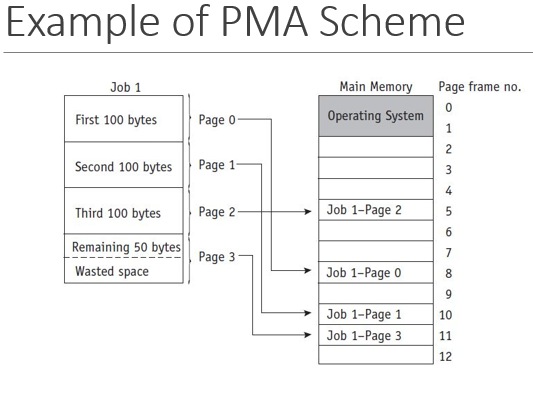 Example of PMA Scheme
Job 1
First 100 bytes
Second 100 bytes
Third 100 bytes
Remaining 50 bytes
Wasted space
Page 0
Page 1
Page 2
Page 3
Main Memory
Operating System
Job 1–Page 2
Job 1–Page 0
Job 1–Page 1
Job 1–Page 3
Page frame no.
0
1
2
3
4
5
6
7
8
9
10
11
12